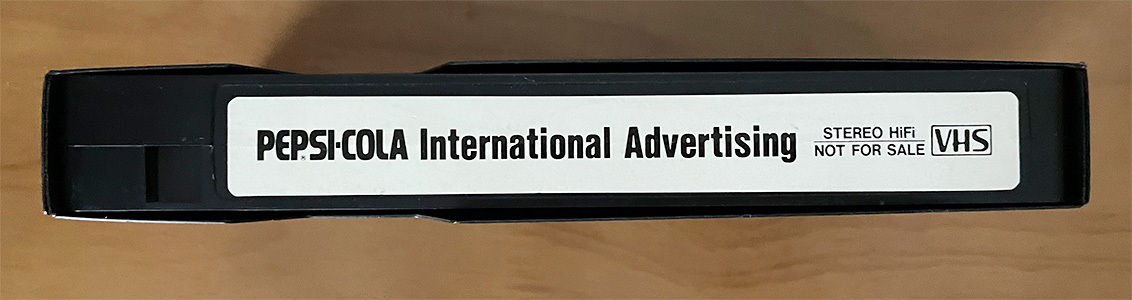 PEPSI-COLA International Advertising
STEREO HiFi
NOT FOR SALE
VHS